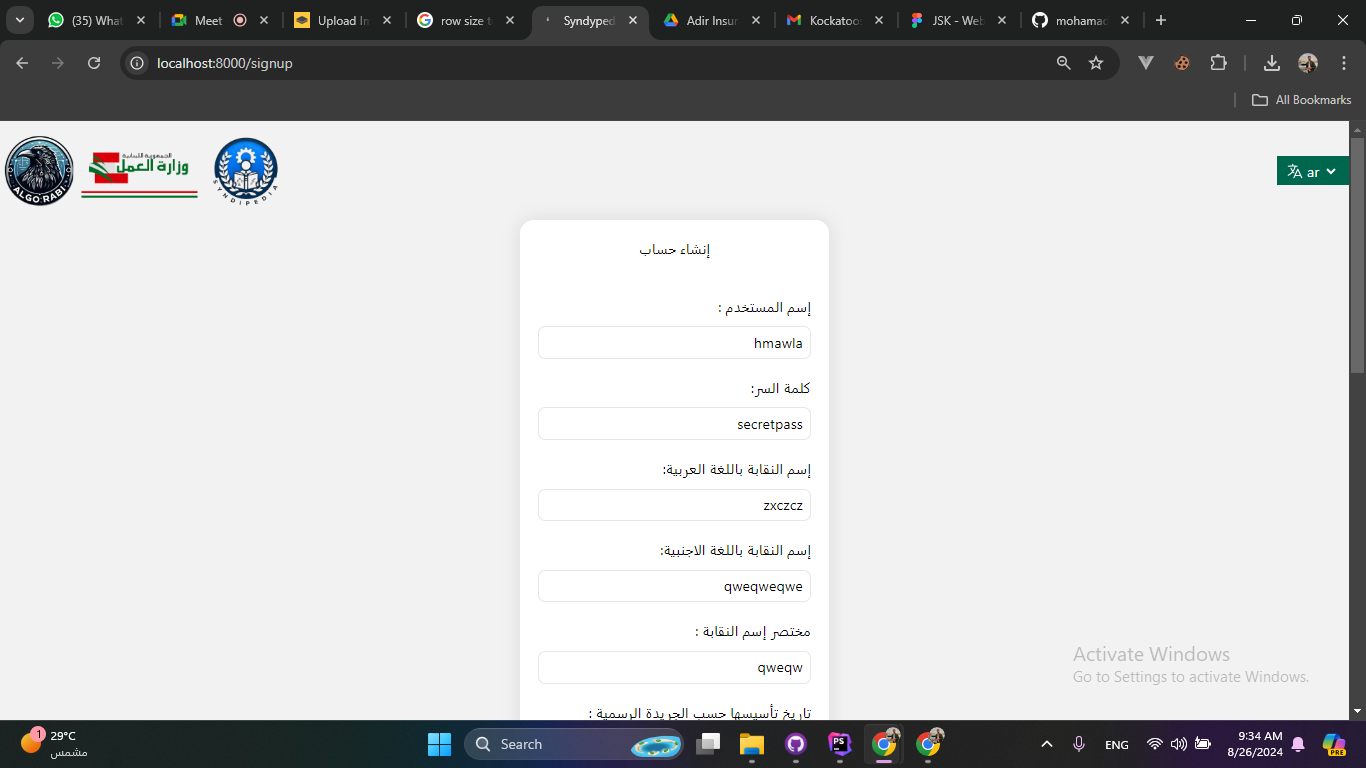 (35) What
Meet
Upload In
row size t
Syndyped
Adir Insur
Kockatoo
JSK - Web
mohamad
localhost:8000/signup
All Bookmarks
ALGORABI
الجمهورية اللبنانية
وزارة العمل
SYNDIPEDIA
ar
إنشاء حساب
إسم المستخدم :
hmawla
كلمة السر:
secretpass
إسم النقابة باللغة العربية:
zxczcz
إسم النقابة باللغة الاجنبية:
qweqweqwe
مختصر إسم النقابة :
qweqw
تاريخ تأسيسها حسب الجريدة الرسمية :
Activate Windows
Go to Settings to activate Windows.
1
29°C
مشمس
Search
PS
ENG
9:34 AM
8/26/2024
PRE